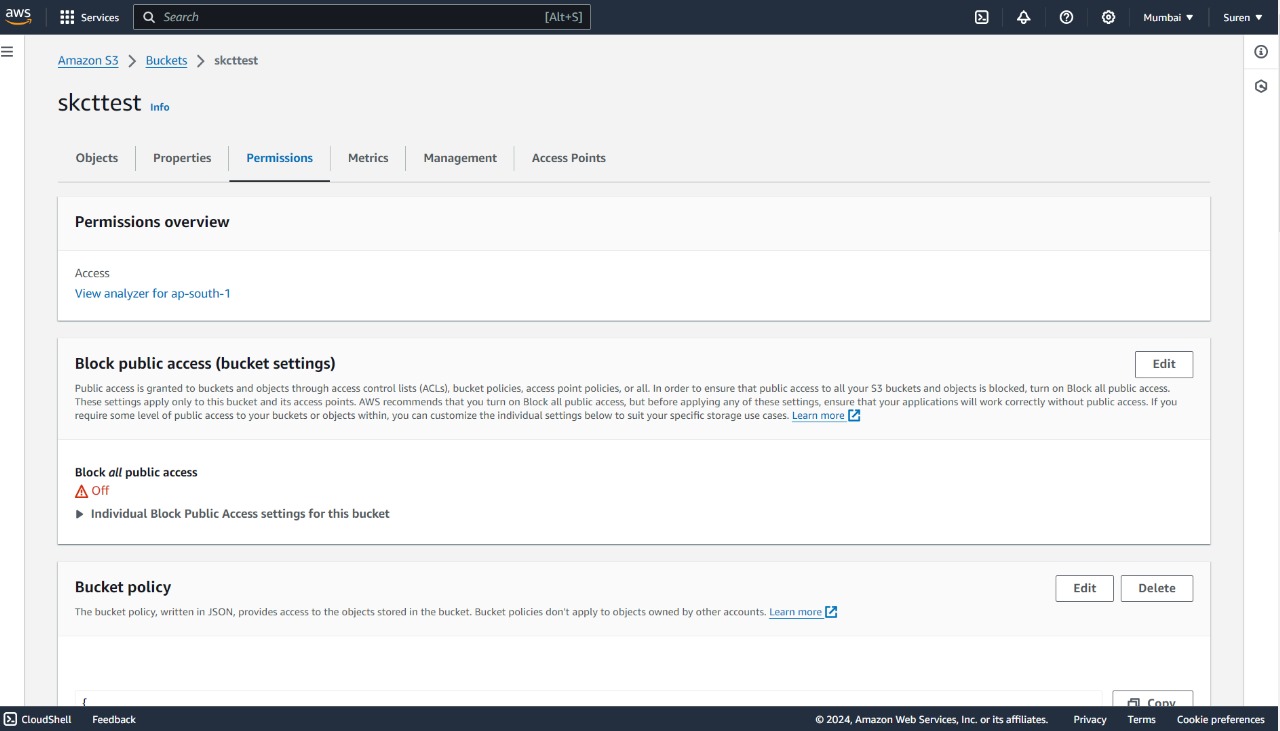 aws Services Search [Alt+S] Mumbai ▼ Suren ▼
Amazon S3 > Buckets > skcttest
skcttest Info
Objects Properties Permissions Metrics Management Access Points
Permissions overview
Access
View analyzer for ap-south-1
Block public access (bucket settings) Edit
Public access is granted to buckets and objects through access control lists (ACLs), bucket policies, access point policies, or all. In order to ensure that public access to all your S3 buckets and objects is blocked, turn on Block all public access.
These settings apply only to this bucket and its access points. AWS recommends that you turn on Block all public access, but before applying any of these settings, ensure that your applications will work correctly without public access. If you
require some level of public access to your buckets or objects within, you can customize the individual settings below to suit your specific storage use cases. Learn more
Block all public access
Off
Individual Block Public Access settings for this bucket
Bucket policy Edit Delete
The bucket policy, written in JSON, provides access to the objects stored in the bucket. Bucket policies don't apply to objects owned by other accounts. Learn more
{ Copy
CloudShell Feedback © 2024, Amazon Web Services, Inc. or its affiliates. Privacy Terms Cookie preferences